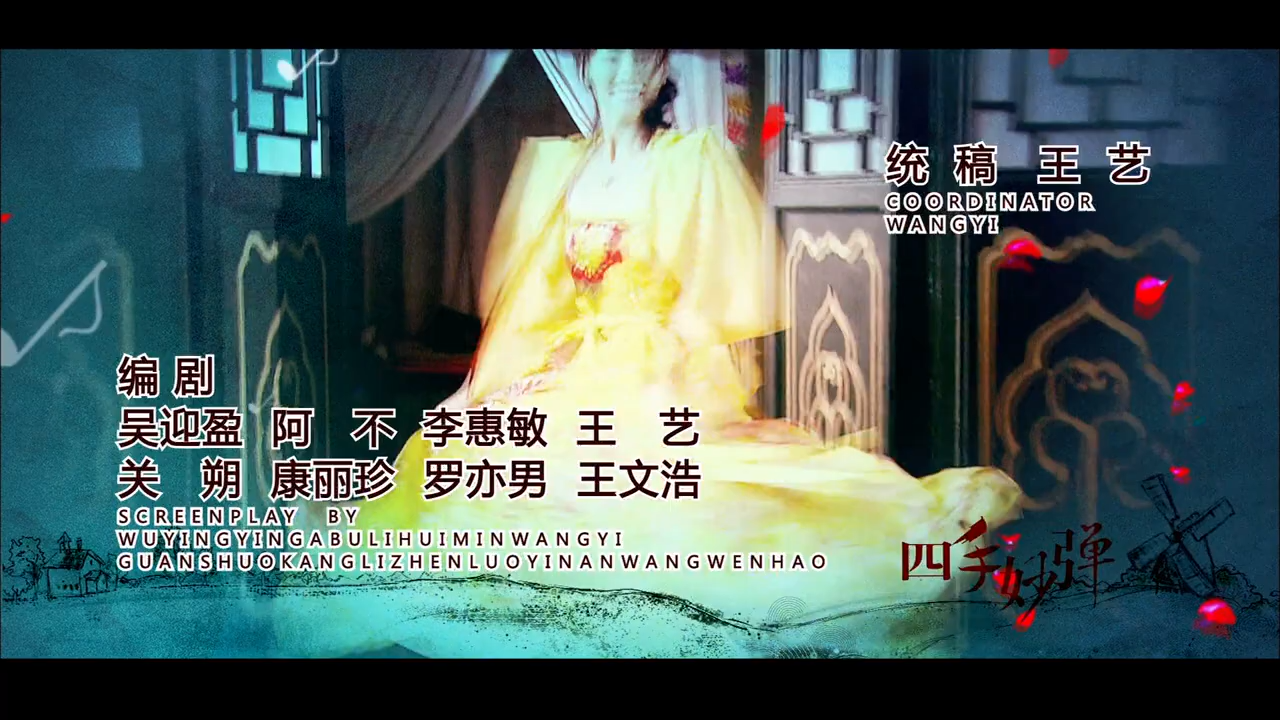 统 稿 王 艺
COORDINATOR
WANGYI
编 剧
吴迎盈 阿 不 李惠敏 王 艺
关 朔 康丽珍 罗亦男 王文浩
SCREENPLAY BY
WUYINGYINGABULIHUIMINWANGYI
GUANSHUOKANGLIZHENLUOYINANWANGWENHAO
四手妙弹